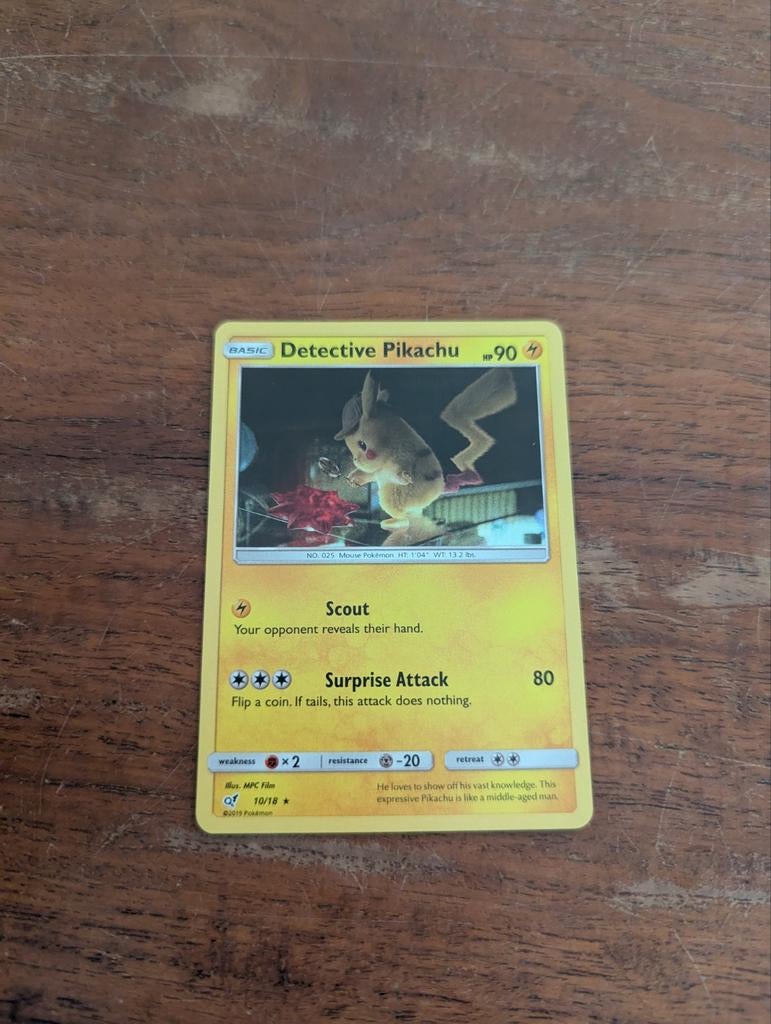 BASIC Detective Pikachu HP 90
NO. 025 Mouse Pokémon HT: 1'04" WT: 13.2 lbs.
Scout
Your opponent reveals their hand.
Surprise Attack 80
Flip a coin. If tails, this attack does nothing.
weakness ×2 resistance -20 retreat
Illus. MPC Film
He loves to show off his vast knowledge. This
expressive Pikachu is like a middle-aged man.
10/18
©2019 Pokémon